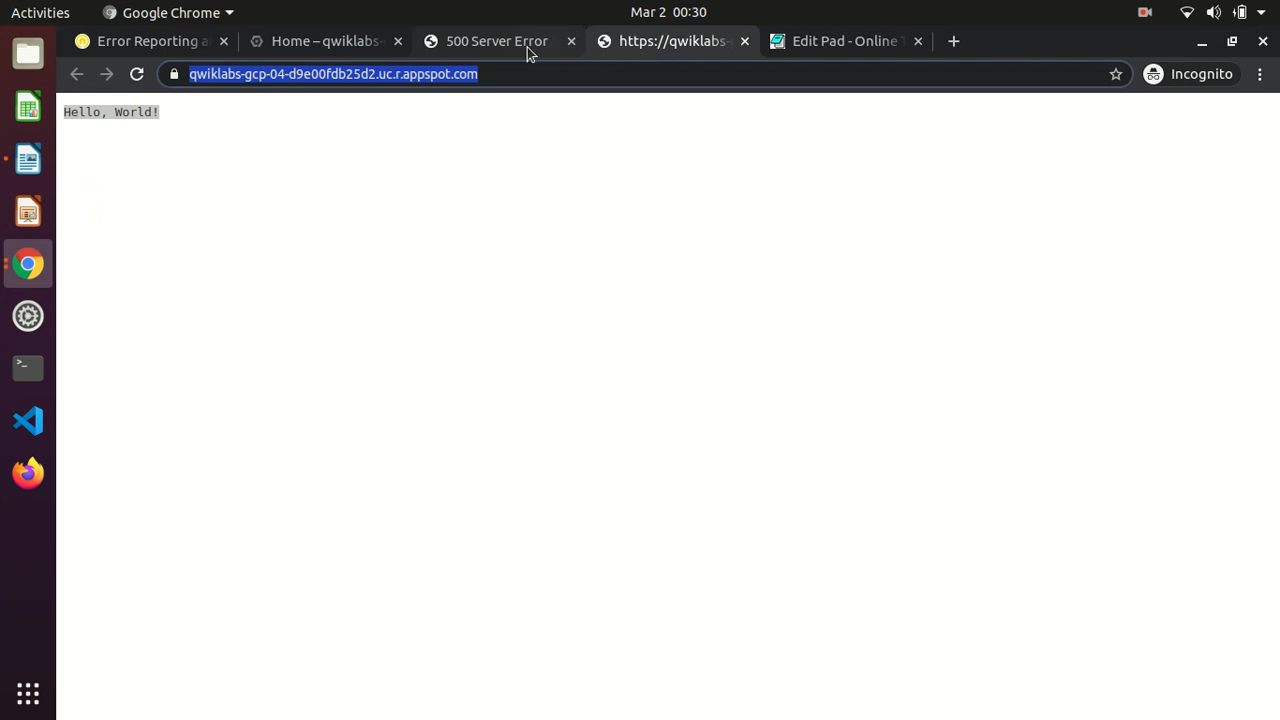 Activities
Google Chrome
Mar 2 00:30
Error Reporting a
Home – qwiklabs-
500 Server Error
https://qwiklabs-
Edit Pad - Online T
qwiklabs-gcp-04-d9e00fdb25d2.uc.r.appspot.com
Incognito
Hello, World!